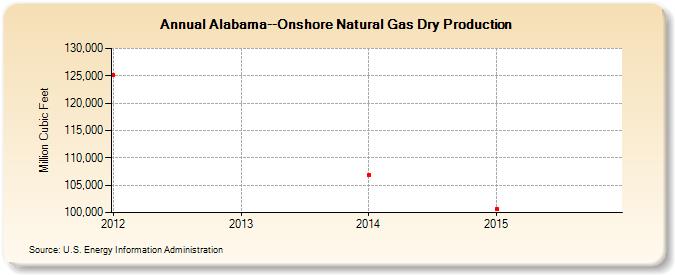 Annual Alabama--Onshore Natural Gas Dry Production
Million Cubic Feet
130,000
125,000
120,000
115,000
110,000
105,000
100,000
2012 2013 2014 2015
Source: U.S. Energy Information Administration